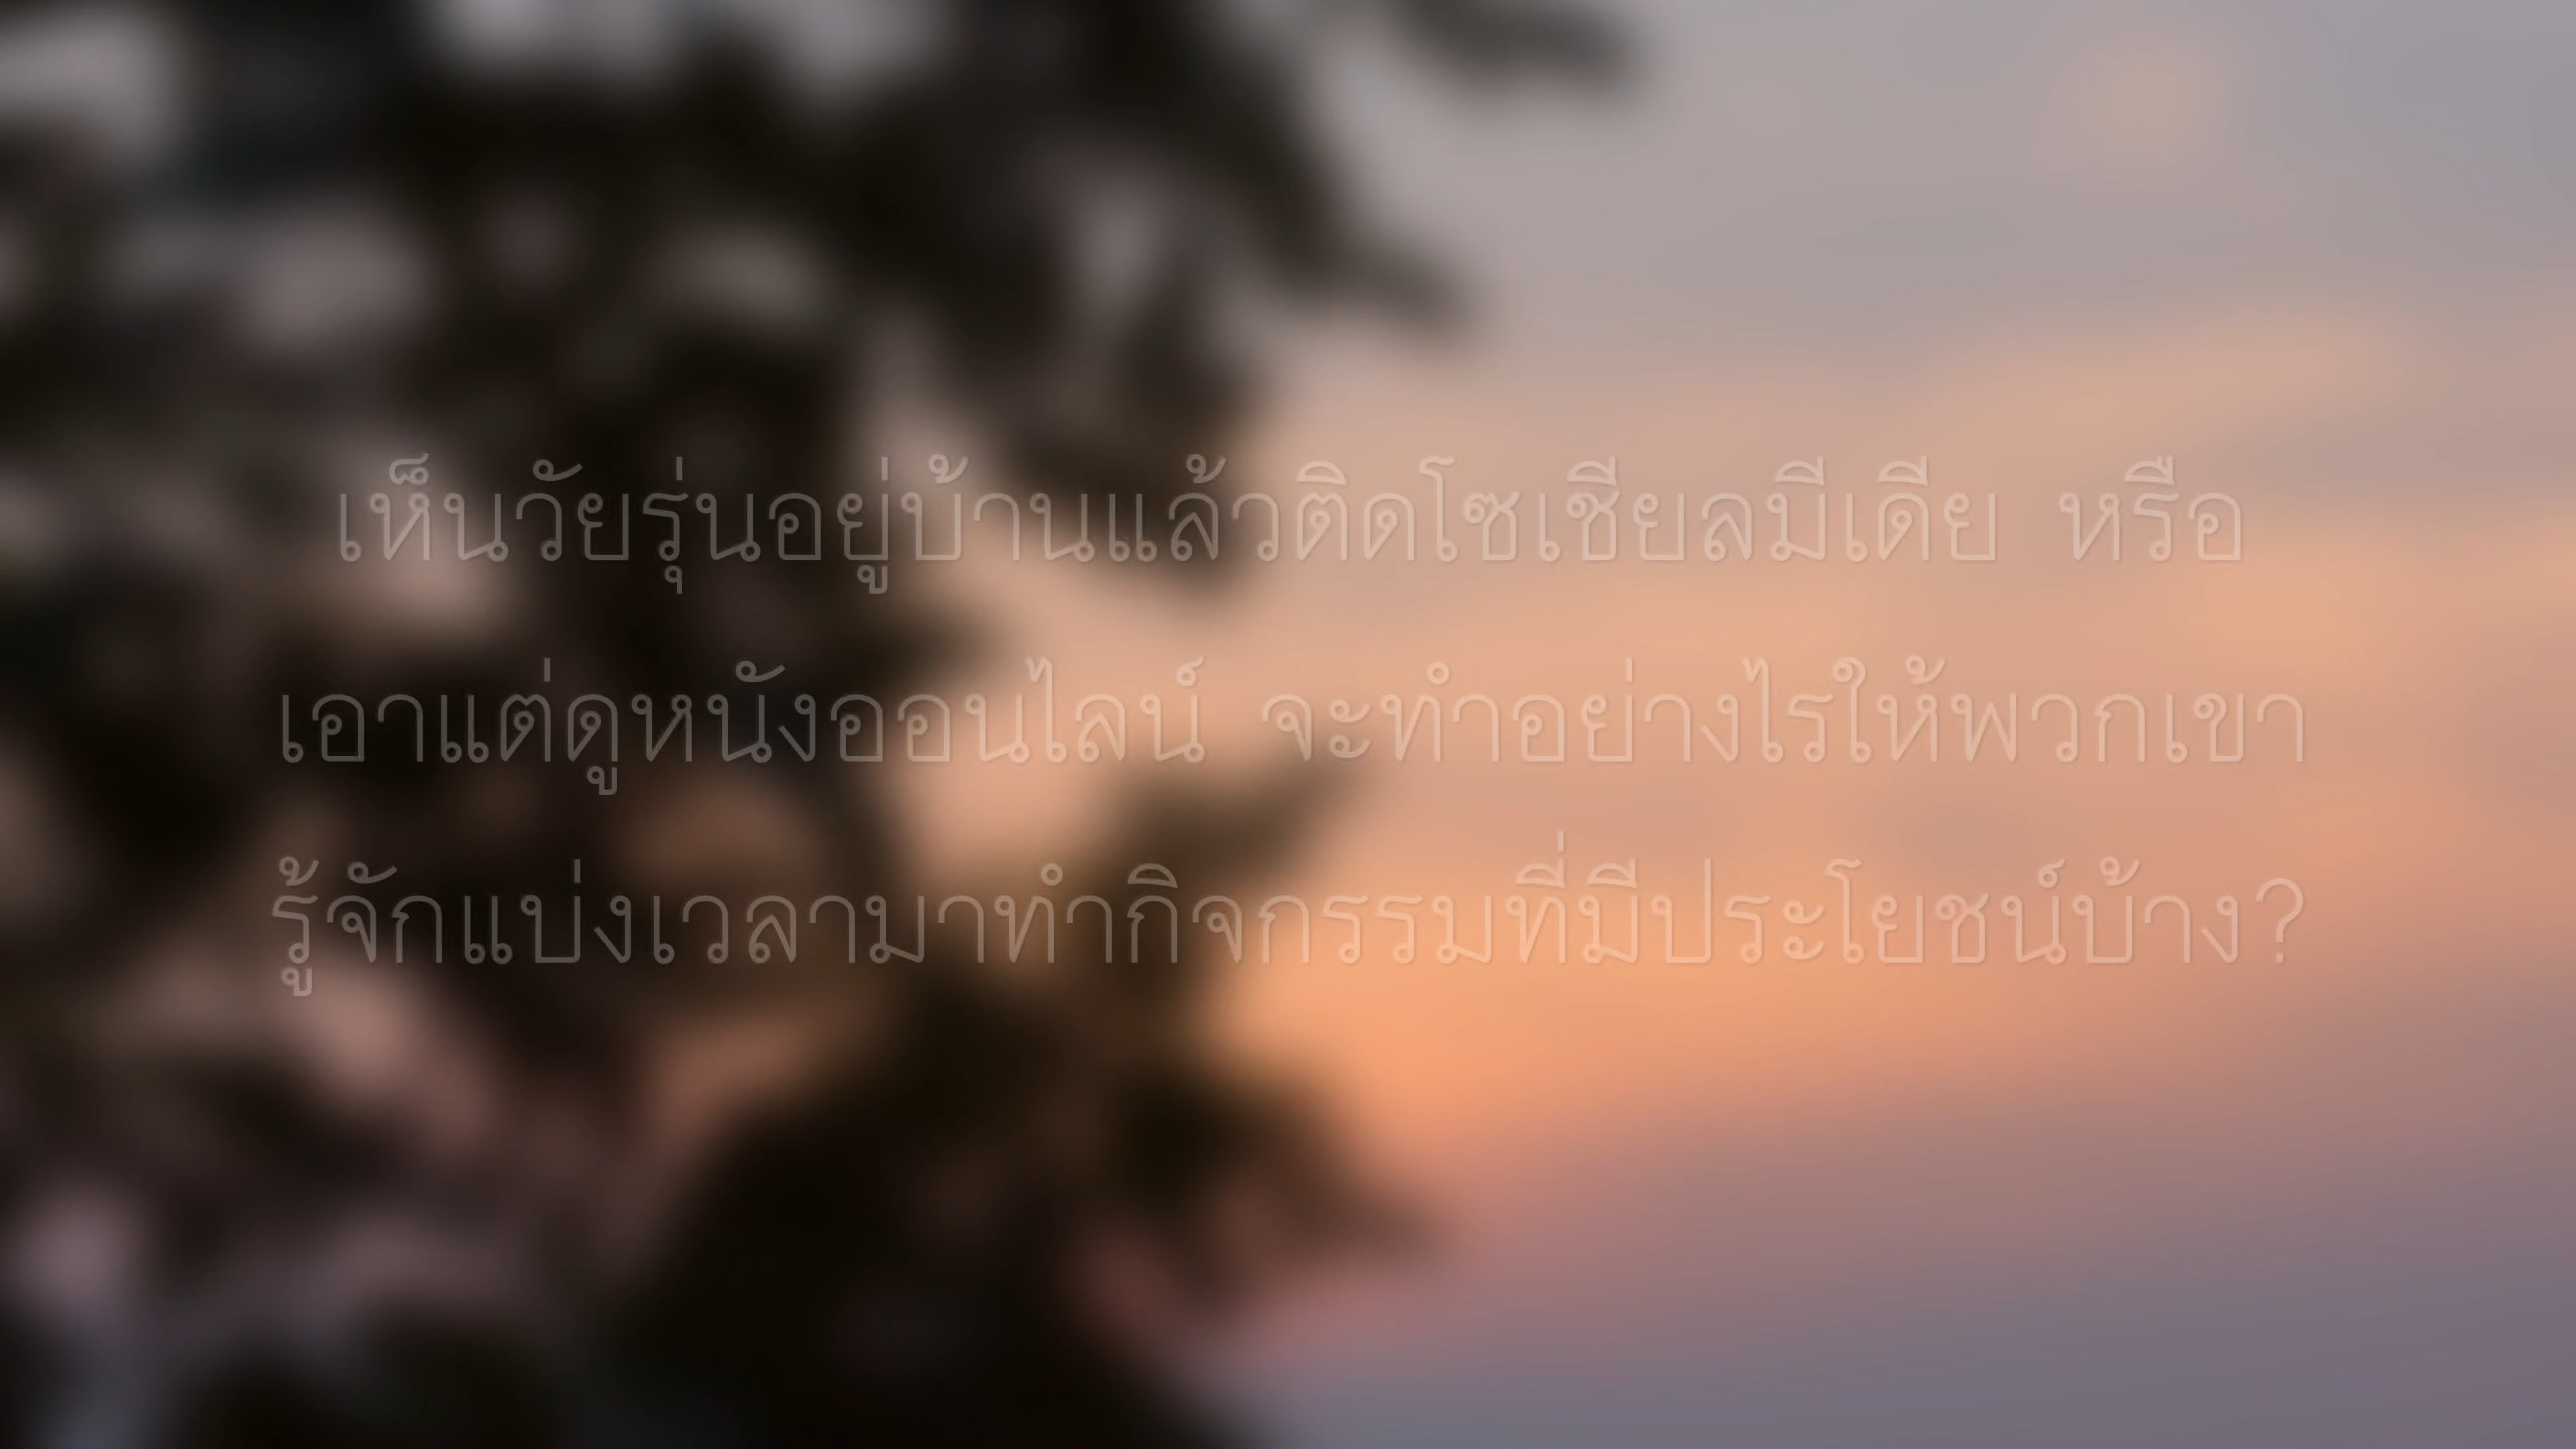 เห็นวัยรุ่นอยู่บ้านแล้วติดโซเชียลมีเดีย หรือ
เอาแต่ดูหนังออนไลน์ จะทำอย่างไรให้พวกเขา
รู้จักแบ่งเวลามาทำกิจกรรมที่มีประโยชน์บ้าง?